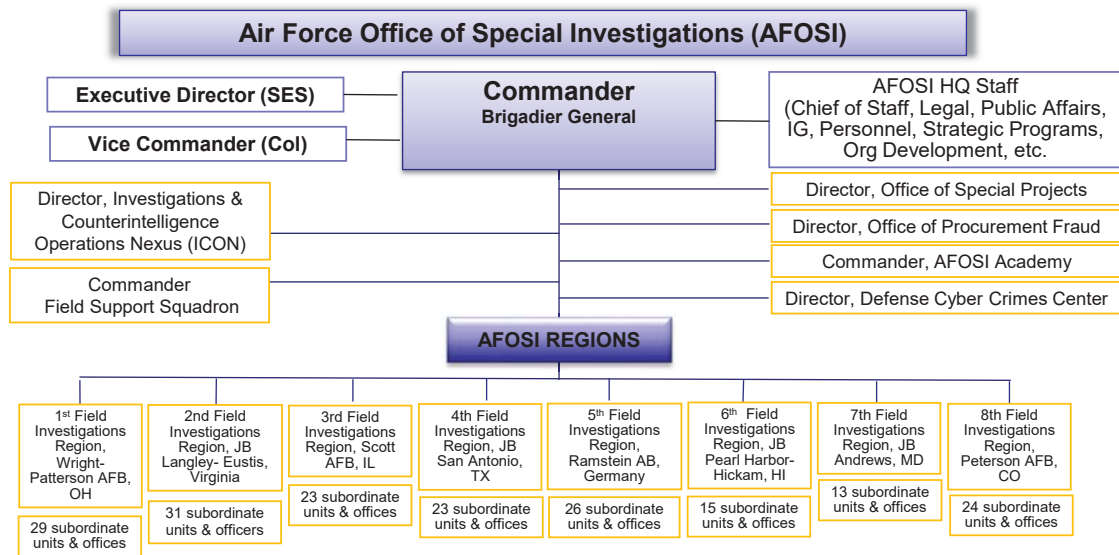 Air Force Office of Special Investigations (AFOSI)
Executive Director (SES)
Vice Commander (Col)
Commander
Brigadier General
AFOSI HQ Staff
(Chief of Staff, Legal, Public Affairs,
IG, Personnel, Strategic Programs,
Org Development, etc.
Director, Investigations &
Counterintelligence
Operations Nexus (ICON)
Commander
Field Support Squadron
Director, Office of Special Projects
Director, Office of Procurement Fraud
Commander, AFOSI Academy
Director, Defense Cyber Crimes Center
AFOSI REGIONS
1st Field
Investigations
Region,
Wright-
Patterson AFB,
OH
29 subordinate
units & offices
2nd Field
Investigations
Region, JB
Langley- Eustis,
Virginia
31 subordinate
units & officers
3rd Field
Investigations
Region, Scott
AFB, IL
23 subordinate
units & offices
4th Field
Investigations
Region, JB
San Antonio,
TX
23 subordinate
units & offices
5th Field
Investigations
Region,
Ramstein AB,
Germany
26 subordinate
units & offices
6th Field
Investigations
Region, JB
Pearl Harbor-
Hickam, HI
15 subordinate
units & offices
7th Field
Investigations
Region, JB
Andrews, MD
13 subordinate
units & offices
8th Field
Investigations
Region,
Peterson AFB,
CO
24 subordinate
units & offices